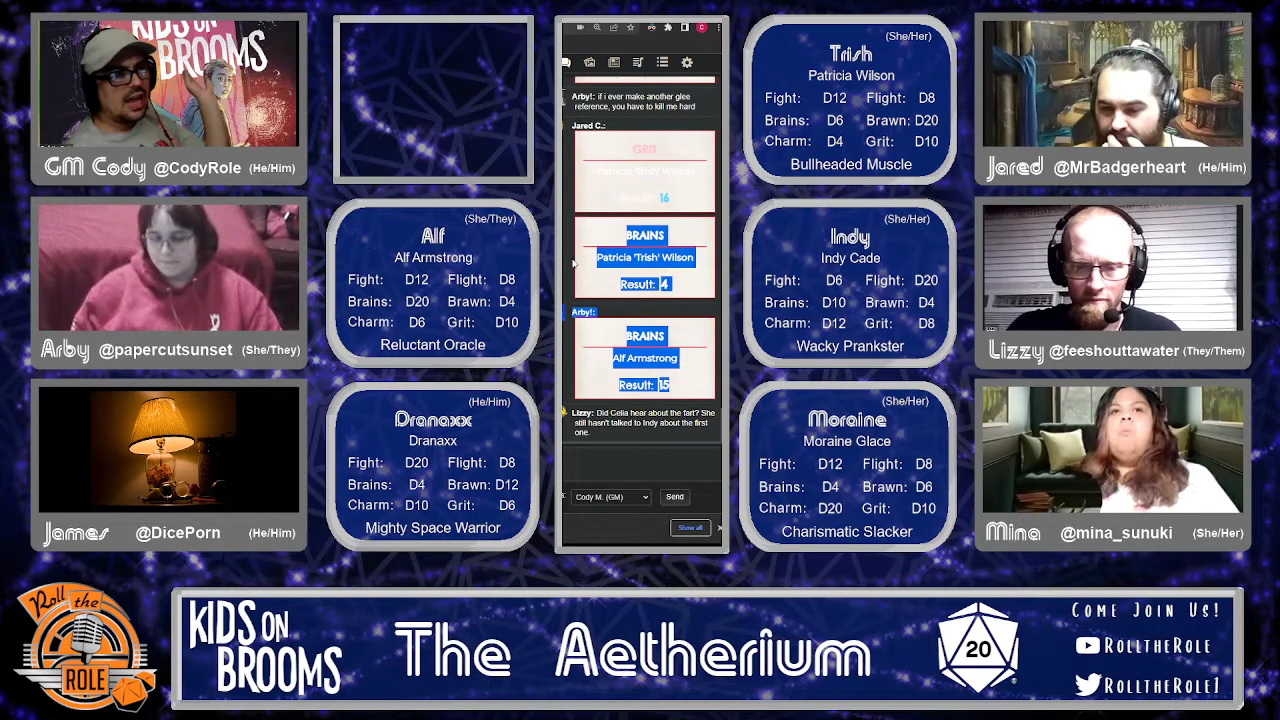 KIDS ON
BROOMS
GM Cody @CodyRole (He/Him)
Arby @papercutsunset (She/They)
James @DicePorn (He/Him)
(She/They)
Alf
Alf Armstrong
Fight: D12 Flight: D8
Brains: D20 Brawn: D4
Charm: D6 Grit: D10
Reluctant Oracle
(He/Him)
Dranaxx
Dranaxx
Fight: D20 Flight: D8
Brains: D4 Brawn: D12
Charm: D10 Grit: D6
Mighty Space Warrior
Arby!: if i ever make another glee
reference, you have to kill me hard
Jared C.:
GRIT
Patricia 'Trish' Wilson
Result: 16
BRAINS
Patricia 'Trish' Wilson
Result: 4
Arby!:
BRAINS
Alf Armstrong
Result: 15
Lizzy: Did Celia hear about the fart? She
still hasn't talked to Indy about the first
one.
Cody M. (GM) Send
Show all
(She/Her)
Trish
Patricia Wilson
Fight: D12 Flight: D8
Brains: D6 Brawn: D20
Charm: D4 Grit: D10
Bullheaded Muscle
(She/Her)
Indy
Indy Cade
Fight: D6 Flight: D20
Brains: D10 Brawn: D4
Charm: D12 Grit: D8
Wacky Prankster
(She/Her)
Moraine
Moraine Glace
Fight: D12 Flight: D8
Brains: D4 Brawn: D6
Charm: D20 Grit: D10
Charismatic Slacker
Jared @MrBadgerheart (He/Him)
Lizzy @feeshouttawater (They/Them)
Mina @mina_sunuki (She/Her)
Roll the
ROLE
KIDS ON
BROOMS
The Aetherium
20
COME JOIN US!
ROLLTHEROLE
ROLLTHEROLE1